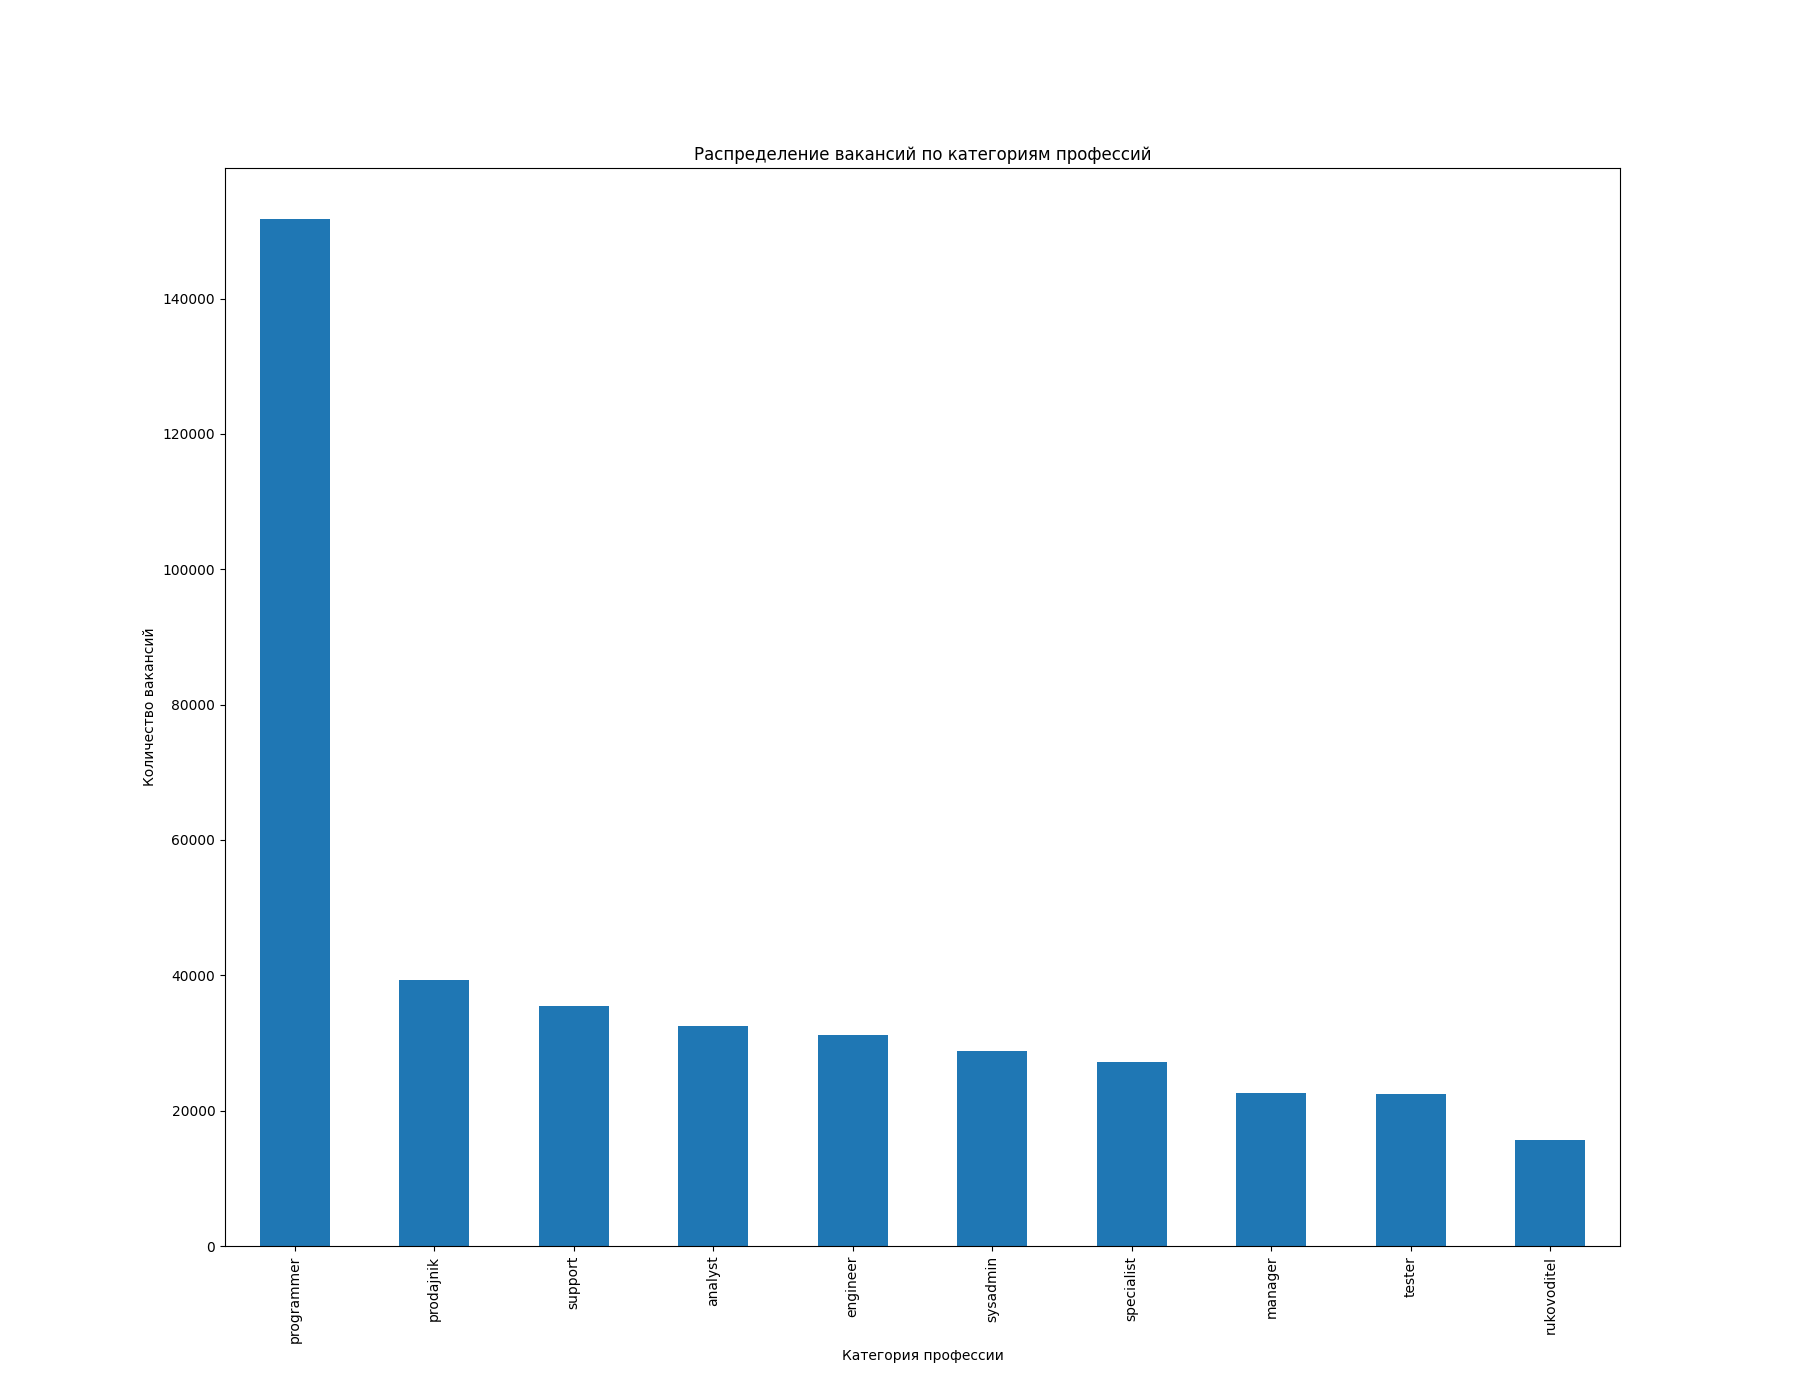 Распределение вакансий по категориям профессий
Количество вакансий
140000
120000
100000
80000
60000
40000
20000
0
programmer
prodajnik
support
analyst
engineer
sysadmin
specialist
manager
tester
rukovoditel
Категория профессии